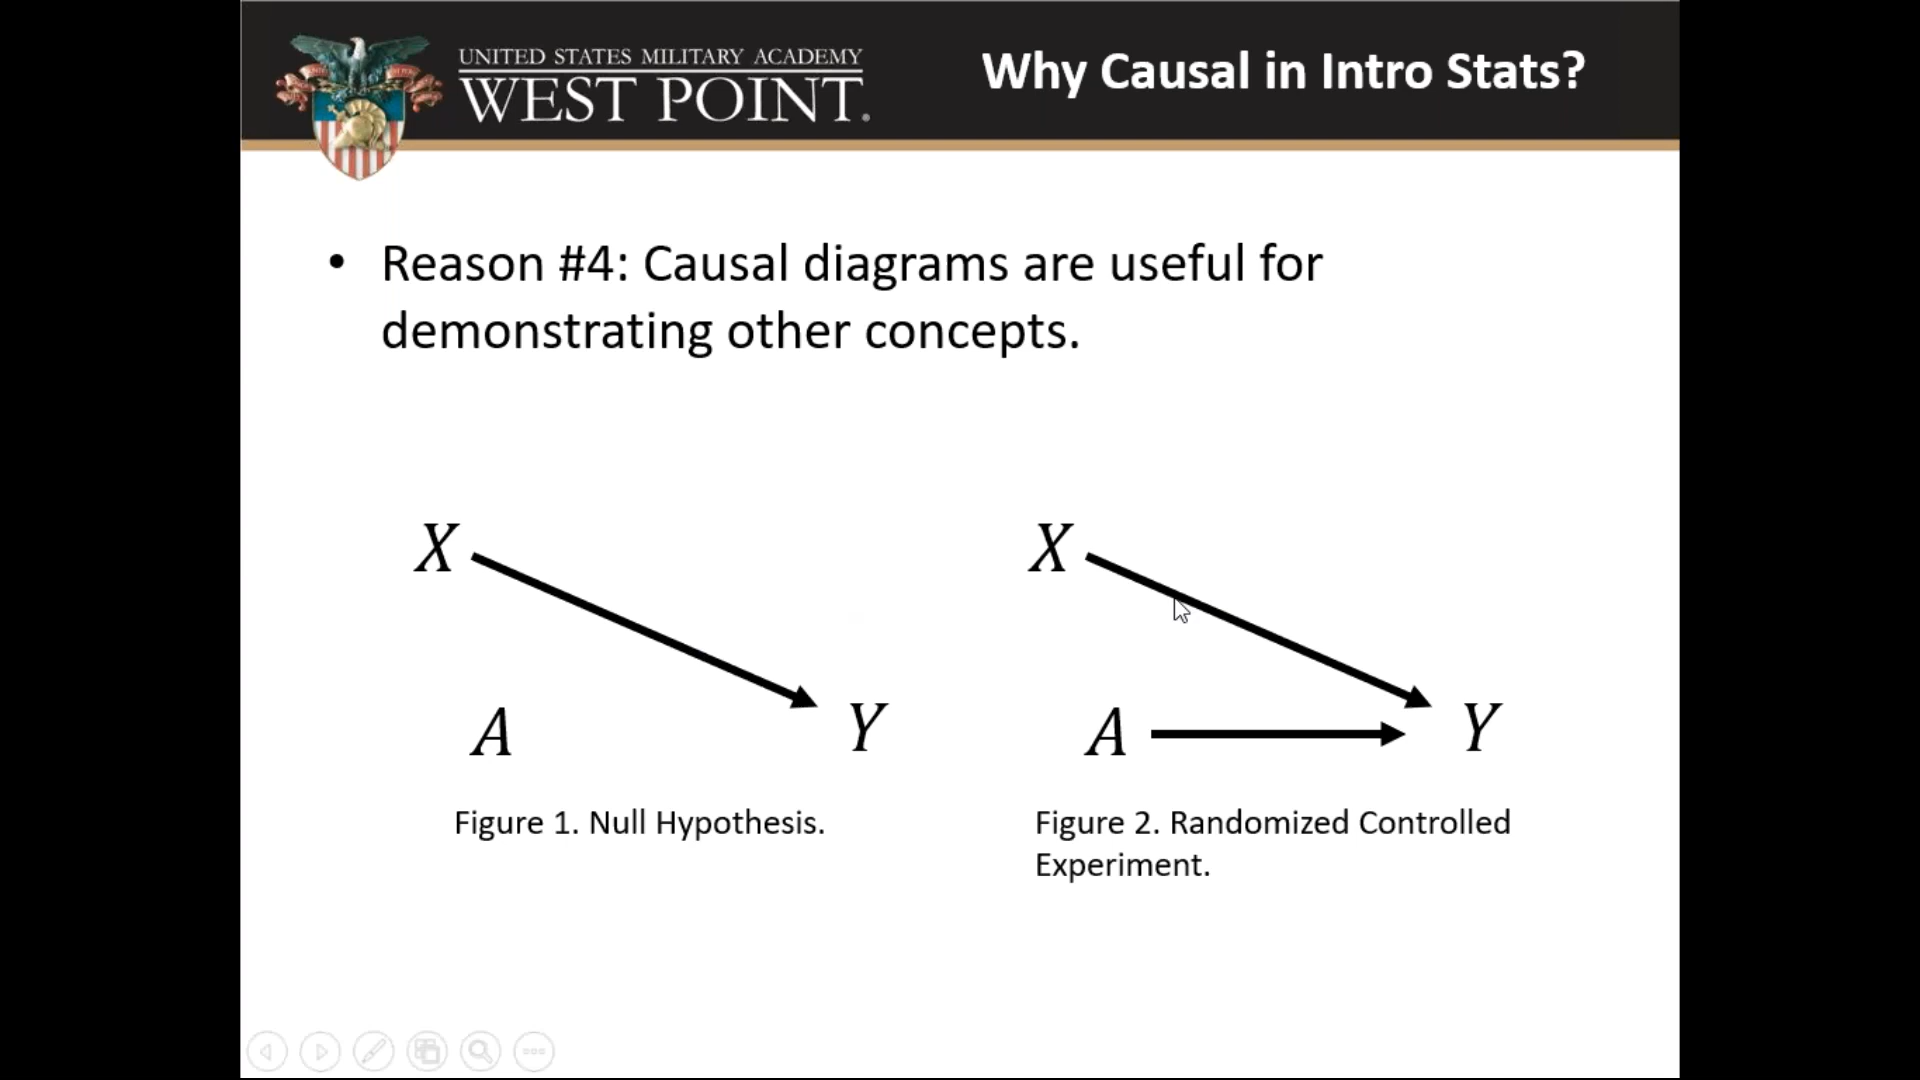 UNITED STATES MILITARY ACADEMY
WEST POINT.
Why Causal in Intro Stats?
• Reason #4: Causal diagrams are useful for
demonstrating other concepts.
X
A
Y
Figure 1. Null Hypothesis.
X
A
Y
Figure 2. Randomized Controlled
Experiment.